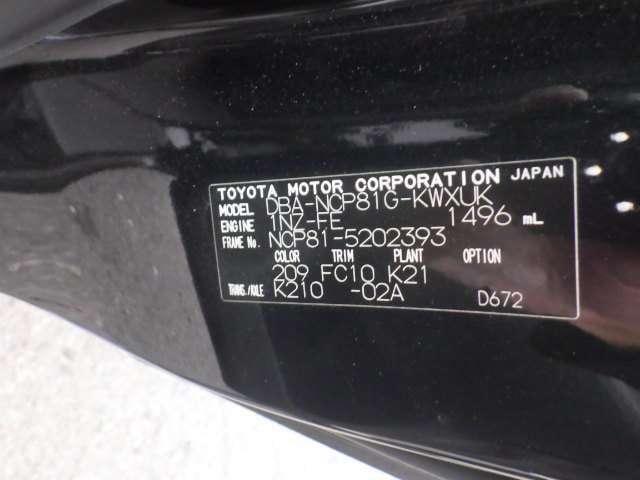 TOYOTA MOTOR CORPORATION JAPAN
MODEL DBA-NCP81G-KWXUK
ENGINE 1NZ-FE 1496 mL
FRAME No. NCP81-5202393
COLOR TRIM PLANT OPTION
209 FC10 K21
TRANS./AXLE K210 -02A
D672